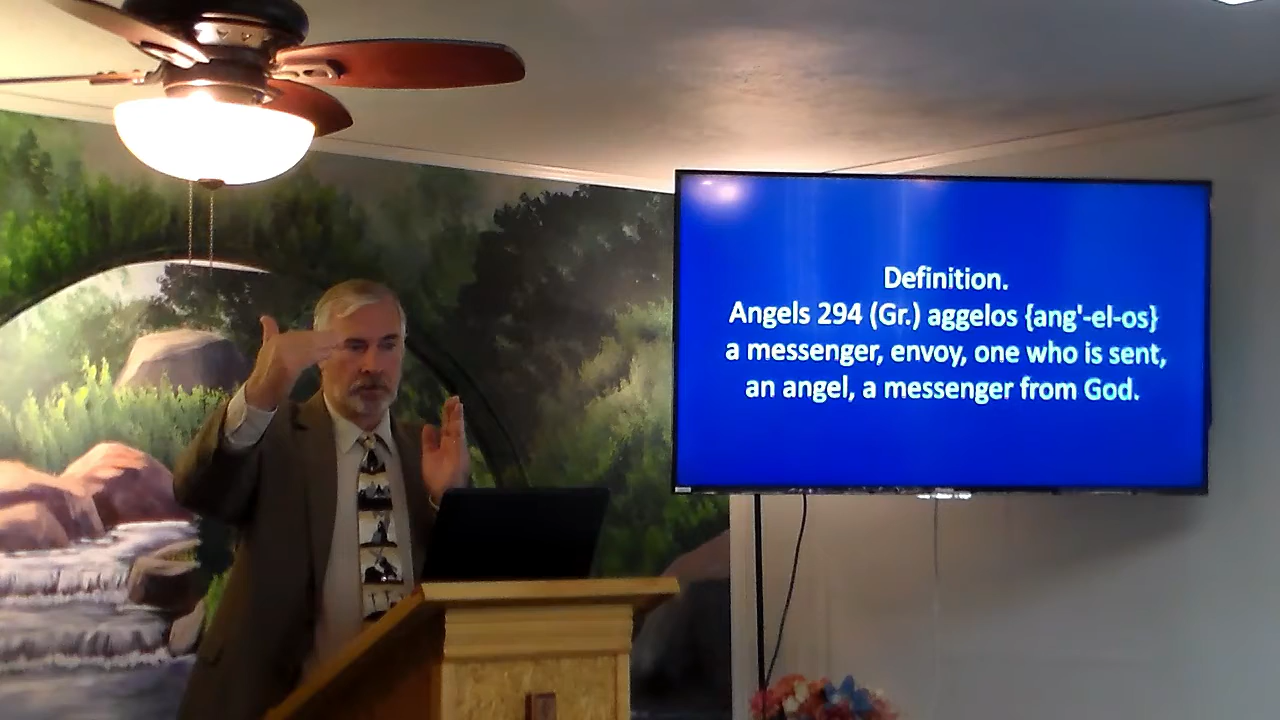 Definition.
Angels 294 (Gr.) aggelos {ang'-el-os}
a messenger, envoy, one who is sent,
an angel, a messenger from God.